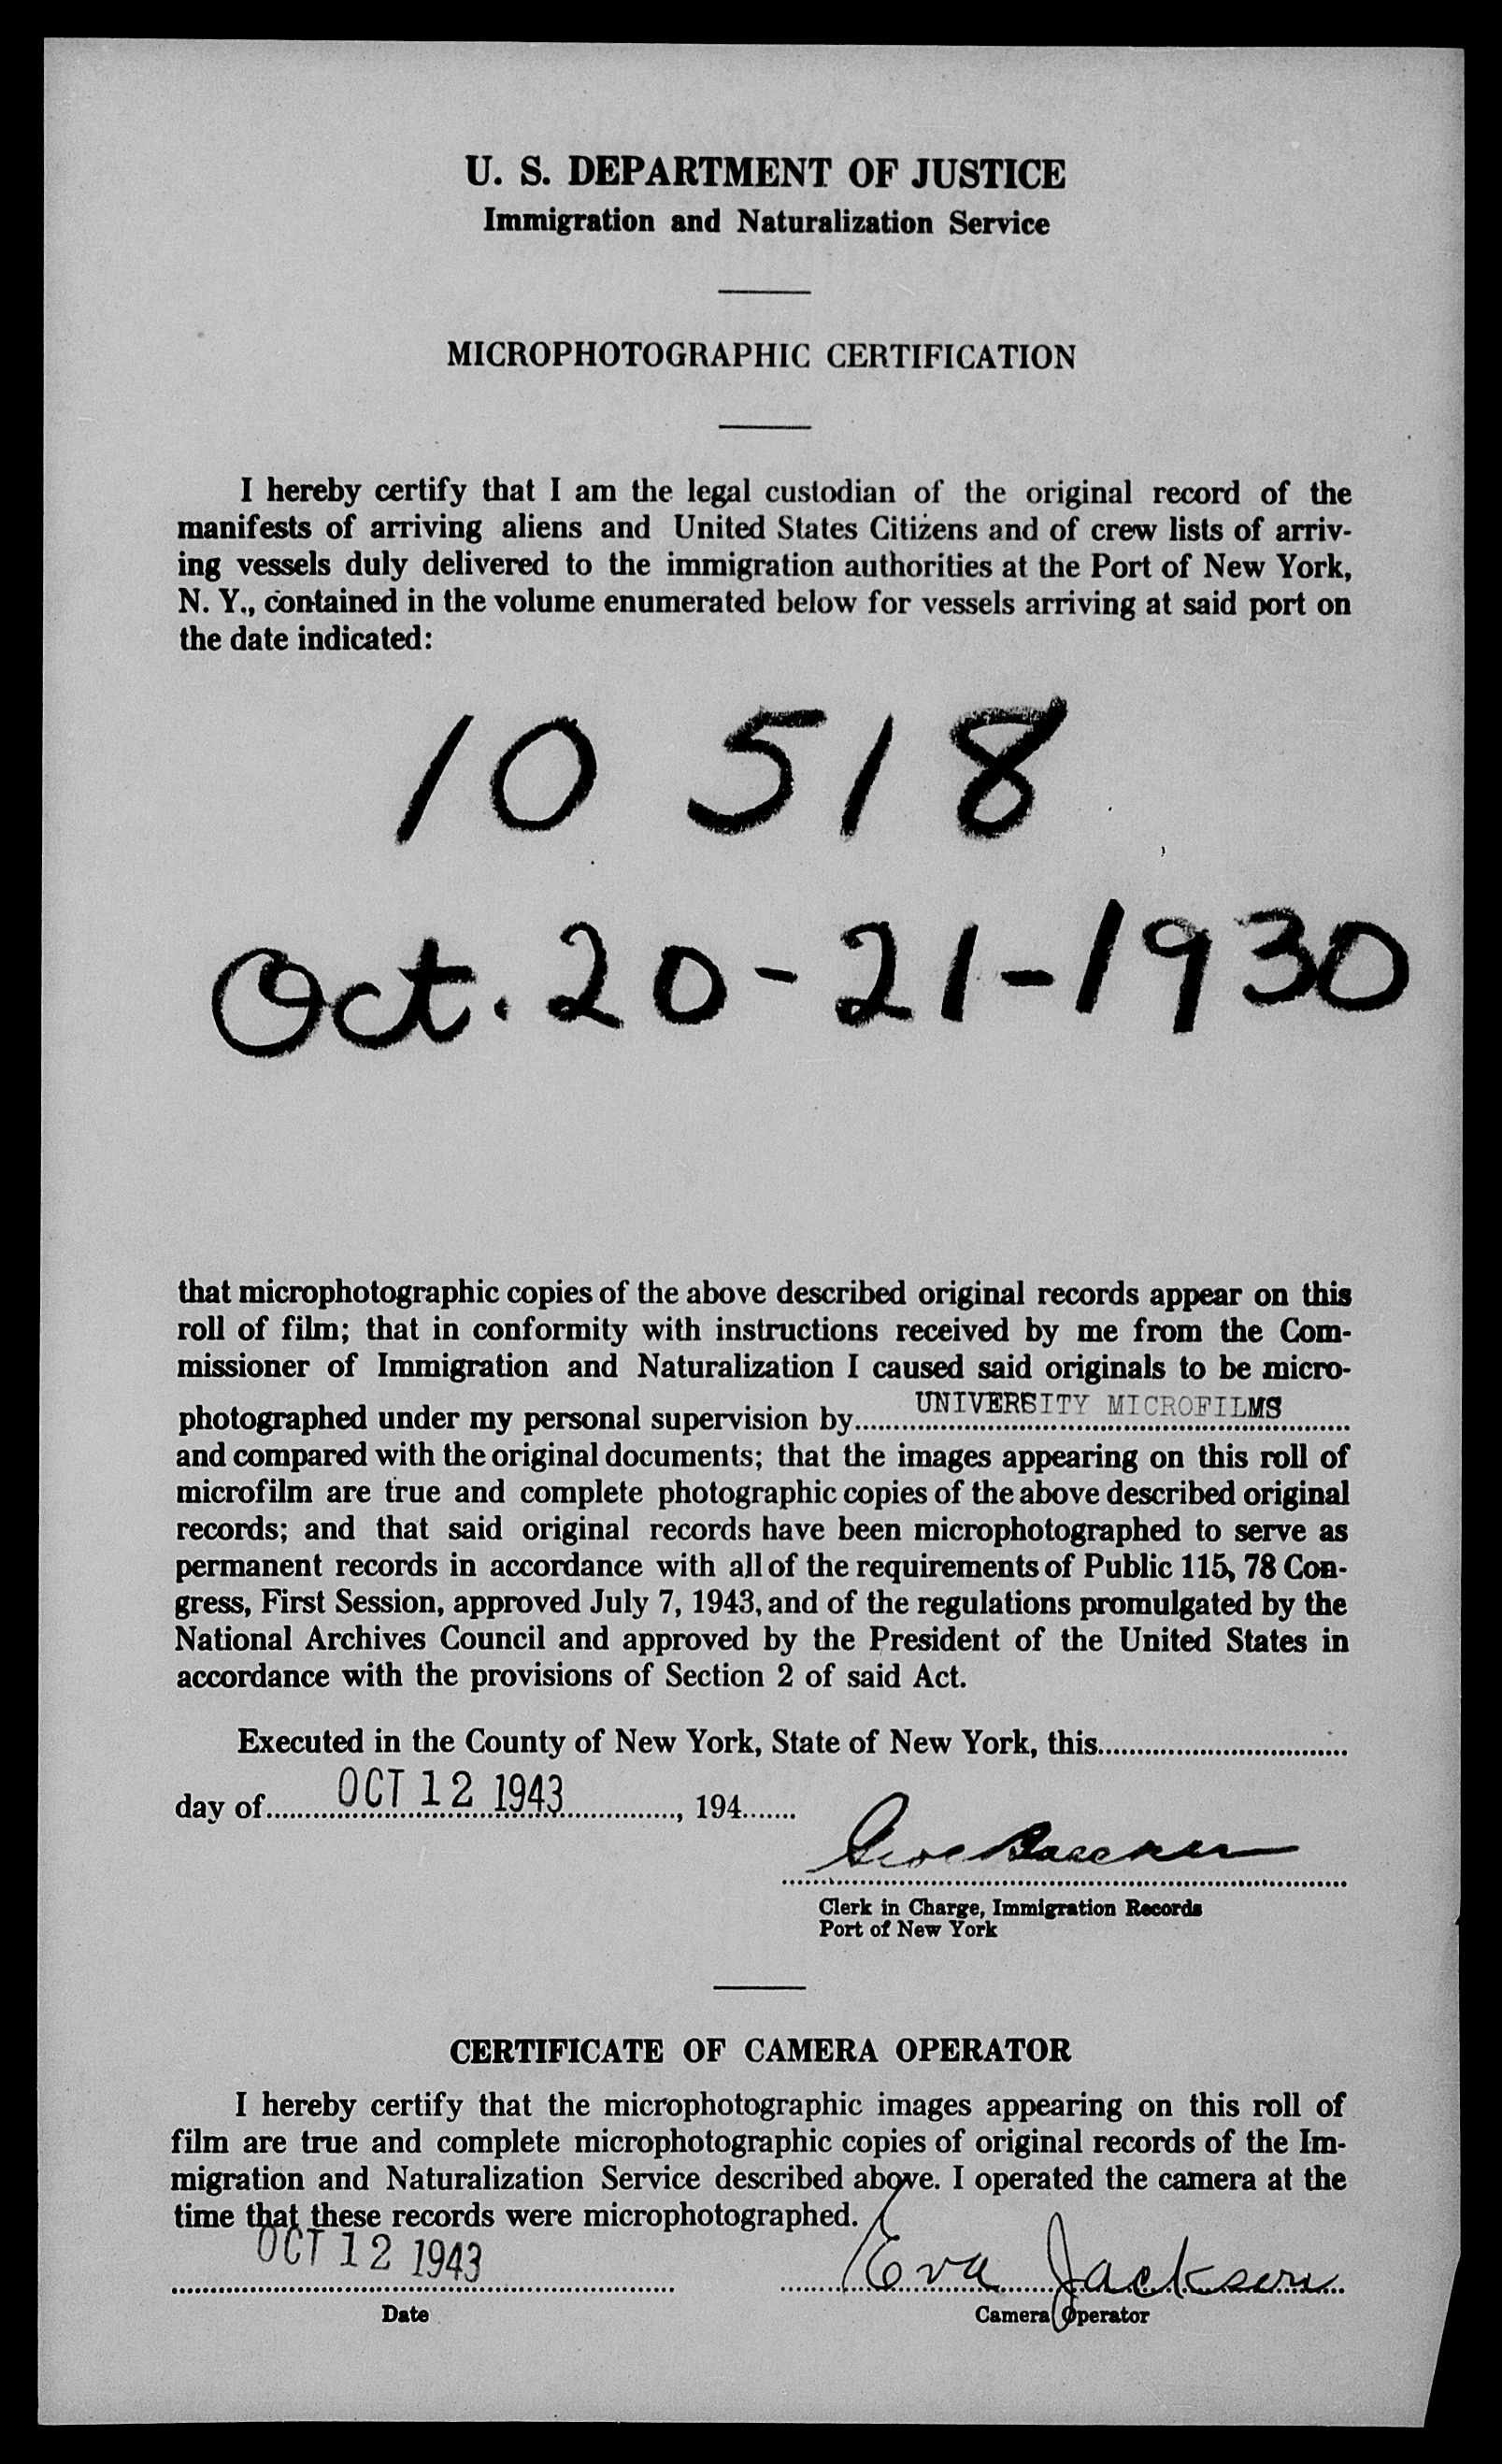 U. S. DEPARTMENT OF JUSTICE
Immigration and Naturalization Service
MICROPHOTOGRAPHIC CERTIFICATION
I hereby certify that I am the legal custodian of the original record of the
manifests of arriving aliens and United States Citizens and of crew lists of arriv-
ing vessels duly delivered to the immigration authorities at the Port of New York,
N. Y., contained in the volume enumerated below for vessels arriving at said port on
the date indicated:
10 518
Oct. 20-21-1930
that microphotographic copies of the above described original records appear on this
roll of film; that in conformity with instructions received by me from the Com-
missioner of Immigration and Naturalization I caused said originals to be micro-
photographed under my personal supervision by UNIVERSITY MICROFILMS
and compared with the original documents; that the images appearing on this roll of
microfilm are true and complete photographic copies of the above described original
records; and that said original records have been microphotographed to serve as
permanent records in accordance with all of the requirements of Public 115, 78 Con-
gress, First Session, approved July 7, 1943, and of the regulations promulgated by the
National Archives Council and approved by the President of the United States in
accordance with the provisions of Section 2 of said Act.
Executed in the County of New York, State of New York, this
day of OCT 12 1943, 194
Clerk in Charge, Immigration Records
Port of New York
CERTIFICATE OF CAMERA OPERATOR
I hereby certify that the microphotographic images appearing on this roll of
film are true and complete microphotographic copies of original records of the Im-
migration and Naturalization Service described above. I operated the camera at the
time that these records were microphotographed.
OCT 12 1943 Eva Jackson
Date Camera Operator